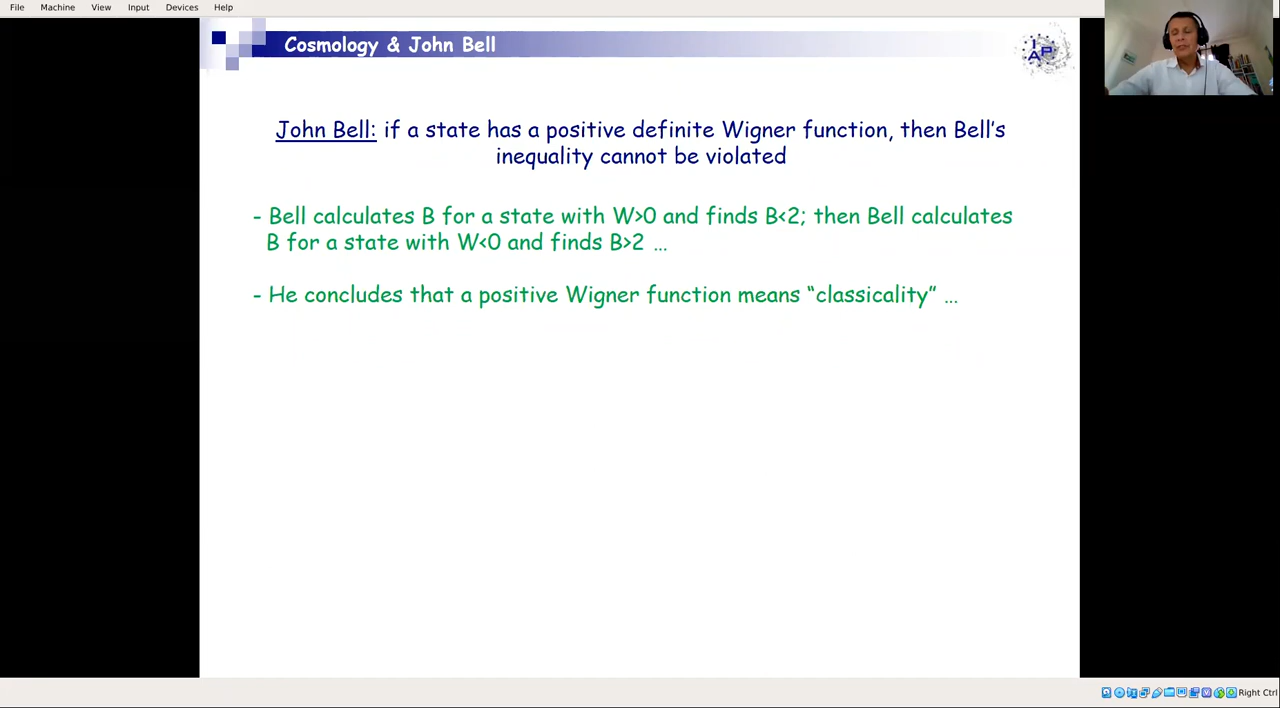 File Machine View Input Devices Help
Cosmology & John Bell
IAP
John Bell: if a state has a positive definite Wigner function, then Bell’s
inequality cannot be violated
- Bell calculates B for a state with W>0 and finds B<2; then Bell calculates
B for a state with W<0 and finds B>2 …
- He concludes that a positive Wigner function means “classicality” …
Right Ctrl